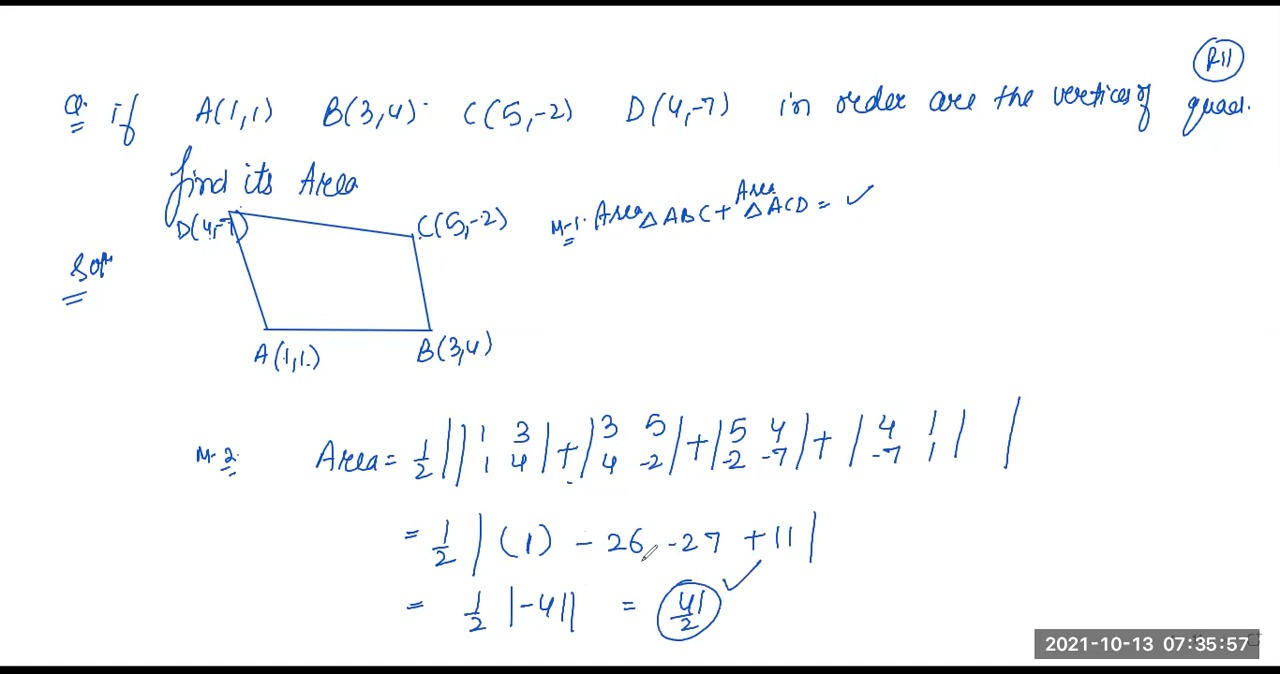 R11
Q. if A(1,1) B(3,4) C(5,-2) D(4,-7) in order are the vertices of quad.
find its Area
D(4,-7) C(5,-2) M-1. Area ΔABC + Area ΔACD = ✓
Soln
A(1,1) B(3,4)
M-2. Area = 1/2 | |1 3| + |3 5| + |5 4| + |4 1| |
|1 4| |4 -2| |-2 -7| |-7 1|
= 1/2 | (1) - 26 - 27 + 11 |
= 1/2 |-41| = 41/2 ✓
2021-10-13 07:35:57